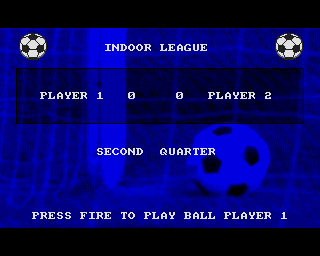 INDOOR LEAGUE
PLAYER 1 0 0 PLAYER 2
SECOND QUARTER
PRESS FIRE TO PLAY BALL PLAYER 1